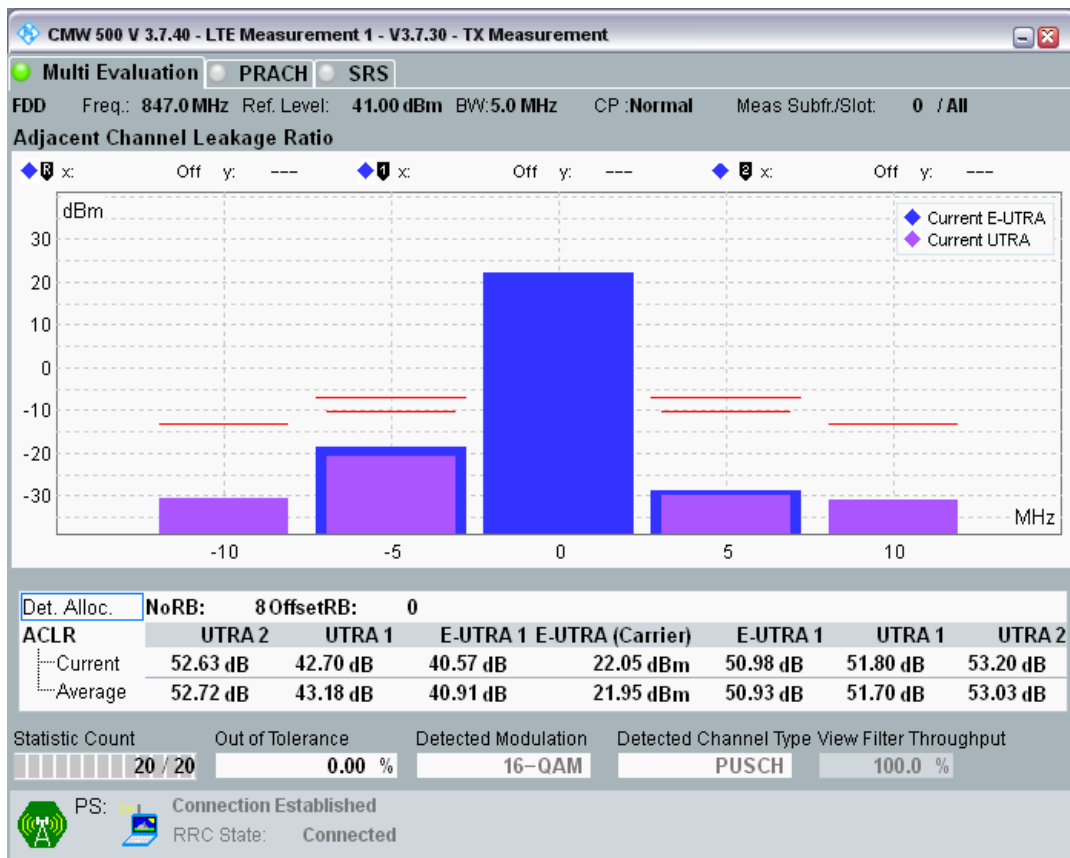 CMW 500 V 3.7.40 - LTE Measurement 1 - V3.7.30 - TX Measurement
Multi Evaluation PRACH SRS
FDD Freq.: 847.0 MHz Ref. Level: 41.00 dBm BW:5.0 MHz CP :Normal Meas Subfr./Slot: 0 / All
Adjacent Channel Leakage Ratio
R x: Off y: --- 1 x: Off y: --- 2 x: Off y: ---
dBm
Current E-UTRA
Current UTRA
30
20
10
0
-10
-20
-30
MHz
-10 -5 0 5 10
Det. Alloc. NoRB: 8 OffsetRB: 0
ACLR UTRA 2 UTRA 1 E-UTRA 1 E-UTRA (Carrier) E-UTRA 1 UTRA 1 UTRA 2
Current 52.63 dB 42.70 dB 40.57 dB 22.05 dBm 50.98 dB 51.80 dB 53.20 dB
Average 52.72 dB 43.18 dB 40.91 dB 21.95 dBm 50.93 dB 51.70 dB 53.03 dB
Statistic Count Out of Tolerance Detected Modulation Detected Channel Type View Filter Throughput
20 / 20 0.00 % 16-QAM PUSCH 100.0 %
PS: Connection Established
RRC State: Connected